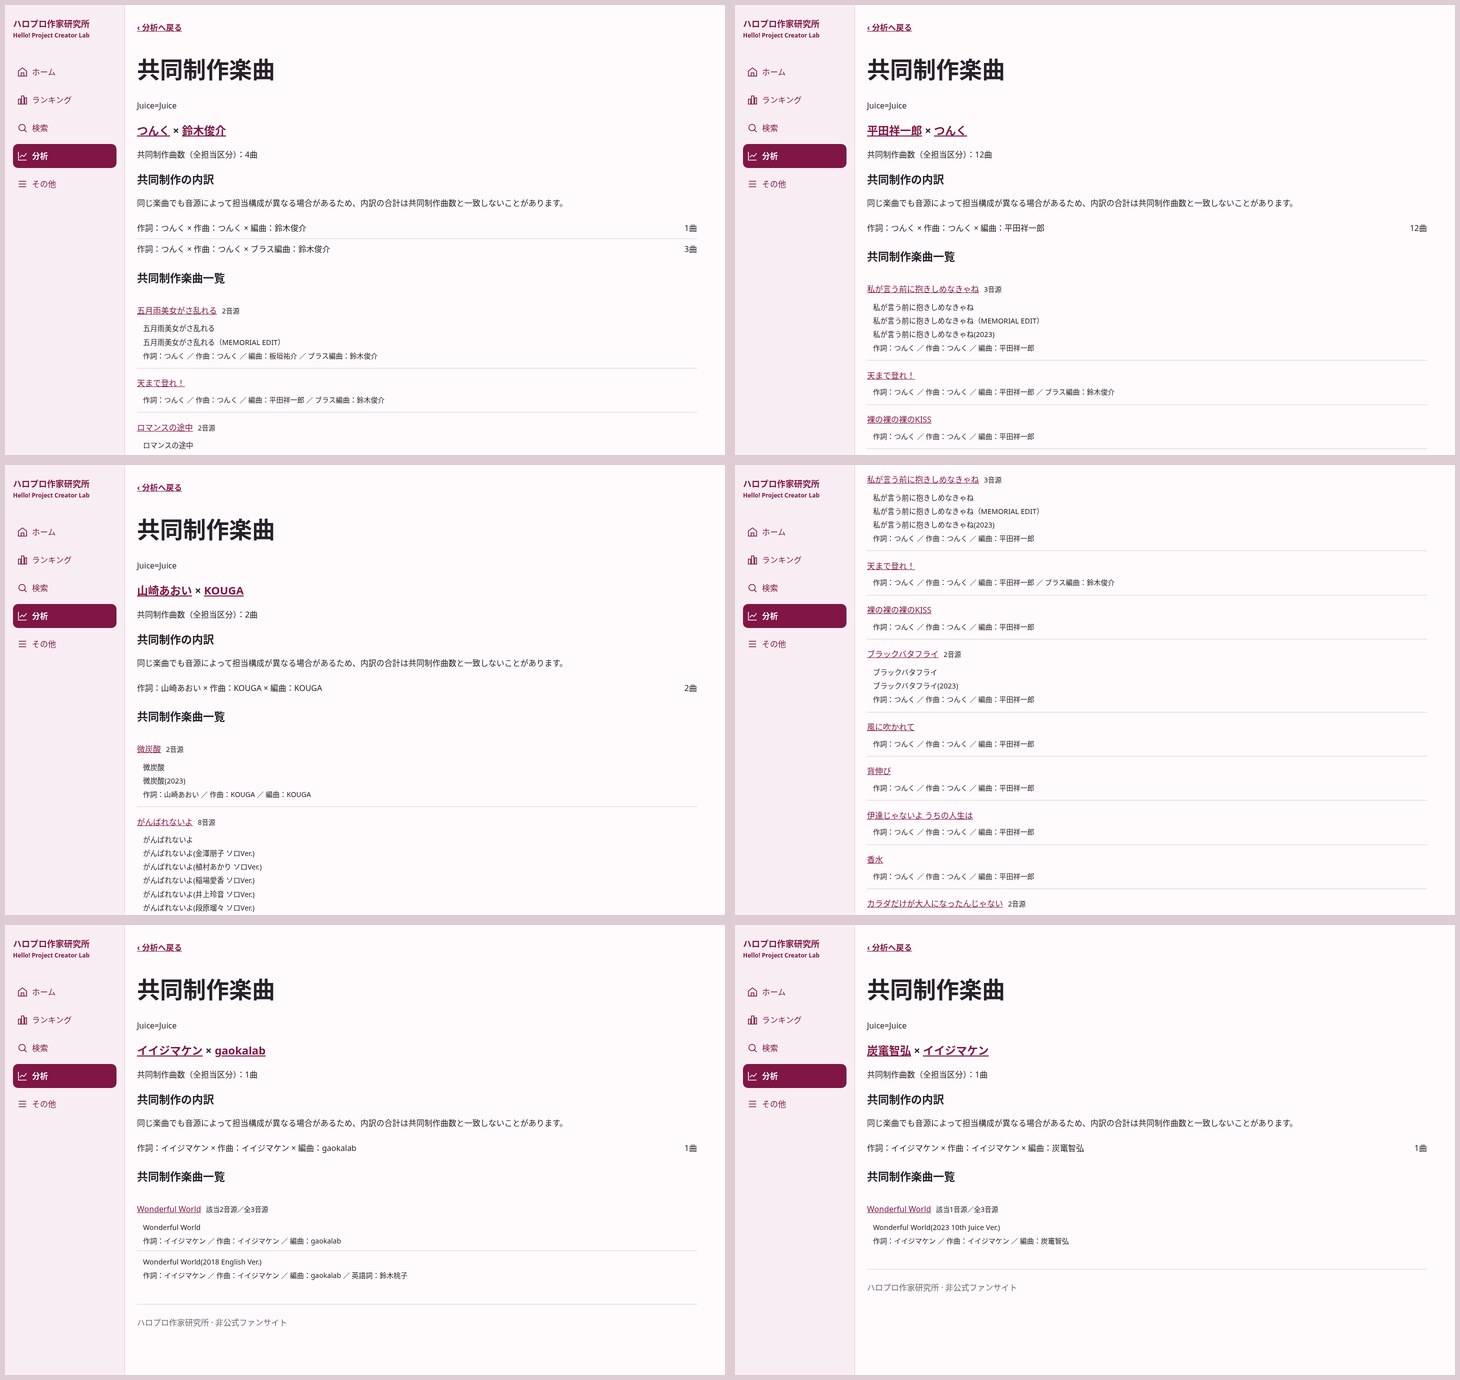 ハロプロ作家研究所
Hello! Project Creator Lab
ホーム
ランキング
検索
分析
その他
‹ 分析へ戻る
共同制作楽曲
Juice=Juice
つんく × 鈴木俊介
共同制作曲数（全担当区分）：4曲
共同制作の内訳
同じ楽曲でも音源によって担当構成が異なる場合があるため、内訳の合計は共同制作曲数と一致しないことがあります。
作詞：つんく × 作曲：つんく × 編曲：鈴木俊介 1曲
作詞：つんく × 作曲：つんく × ブラス編曲：鈴木俊介 3曲
共同制作楽曲一覧
五月雨美女がさ乱れる 2音源
五月雨美女がさ乱れる
五月雨美女がさ乱れる（MEMORIAL EDIT）
作詞：つんく ／ 作曲：つんく ／ 編曲：板垣祐介 ／ ブラス編曲：鈴木俊介
天まで登れ！
作詞：つんく ／ 作曲：つんく ／ 編曲：平田祥一郎 ／ ブラス編曲：鈴木俊介
ロマンスの途中 2音源
ロマンスの途中
ハロプロ作家研究所
Hello! Project Creator Lab
ホーム
ランキング
検索
分析
その他
‹ 分析へ戻る
共同制作楽曲
Juice=Juice
平田祥一郎 × つんく
共同制作曲数（全担当区分）：12曲
共同制作の内訳
同じ楽曲でも音源によって担当構成が異なる場合があるため、内訳の合計は共同制作曲数と一致しないことがあります。
作詞：つんく × 作曲：つんく × 編曲：平田祥一郎 12曲
共同制作楽曲一覧
私が言う前に抱きしめなきゃね 3音源
私が言う前に抱きしめなきゃね
私が言う前に抱きしめなきゃね（MEMORIAL EDIT）
私が言う前に抱きしめなきゃね(2023)
作詞：つんく ／ 作曲：つんく ／ 編曲：平田祥一郎
天まで登れ！
作詞：つんく ／ 作曲：つんく ／ 編曲：平田祥一郎 ／ ブラス編曲：鈴木俊介
裸の裸の裸のKISS
作詞：つんく ／ 作曲：つんく ／ 編曲：平田祥一郎
ハロプロ作家研究所
Hello! Project Creator Lab
ホーム
ランキング
検索
分析
その他
‹ 分析へ戻る
共同制作楽曲
Juice=Juice
山崎あおい × KOUGA
共同制作曲数（全担当区分）：2曲
共同制作の内訳
同じ楽曲でも音源によって担当構成が異なる場合があるため、内訳の合計は共同制作曲数と一致しないことがあります。
作詞：山崎あおい × 作曲：KOUGA × 編曲：KOUGA 2曲
共同制作楽曲一覧
微炭酸 2音源
微炭酸
微炭酸(2023)
作詞：山崎あおい ／ 作曲：KOUGA ／ 編曲：KOUGA
がんばれないよ 8音源
がんばれないよ
がんばれないよ(金澤朋子 ソロVer.)
がんばれないよ(植村あかり ソロVer.)
がんばれないよ(稲場愛香 ソロVer.)
がんばれないよ(井上玲音 ソロVer.)
がんばれないよ(段原瑠々 ソロVer.)
ハロプロ作家研究所
Hello! Project Creator Lab
ホーム
ランキング
検索
分析
その他
私が言う前に抱きしめなきゃね 3音源
私が言う前に抱きしめなきゃね
私が言う前に抱きしめなきゃね（MEMORIAL EDIT）
私が言う前に抱きしめなきゃね(2023)
作詞：つんく ／ 作曲：つんく ／ 編曲：平田祥一郎
天まで登れ！
作詞：つんく ／ 作曲：つんく ／ 編曲：平田祥一郎 ／ ブラス編曲：鈴木俊介
裸の裸の裸のKISS
作詞：つんく ／ 作曲：つんく ／ 編曲：平田祥一郎
ブラックバタフライ 2音源
ブラックバタフライ
ブラックバタフライ(2023)
作詞：つんく ／ 作曲：つんく ／ 編曲：平田祥一郎
風に吹かれて
作詞：つんく ／ 作曲：つんく ／ 編曲：平田祥一郎
背伸び
作詞：つんく ／ 作曲：つんく ／ 編曲：平田祥一郎
伊達じゃないよ うちの人生は
作詞：つんく ／ 作曲：つんく ／ 編曲：平田祥一郎
香水
作詞：つんく ／ 作曲：つんく ／ 編曲：平田祥一郎
カラダだけが大人になったんじゃない 2音源
ハロプロ作家研究所
Hello! Project Creator Lab
ホーム
ランキング
検索
分析
その他
‹ 分析へ戻る
共同制作楽曲
Juice=Juice
イイジマケン × gaokalab
共同制作曲数（全担当区分）：1曲
共同制作の内訳
同じ楽曲でも音源によって担当構成が異なる場合があるため、内訳の合計は共同制作曲数と一致しないことがあります。
作詞：イイジマケン × 作曲：イイジマケン × 編曲：gaokalab 1曲
共同制作楽曲一覧
Wonderful World 該当2音源／全3音源
Wonderful World
作詞：イイジマケン ／ 作曲：イイジマケン ／ 編曲：gaokalab
Wonderful World(2018 English Ver.)
作詞：イイジマケン ／ 作曲：イイジマケン ／ 編曲：gaokalab ／ 英語詞：鈴木桃子
ハロプロ作家研究所 · 非公式ファンサイト
ハロプロ作家研究所
Hello! Project Creator Lab
ホーム
ランキング
検索
分析
その他
‹ 分析へ戻る
共同制作楽曲
Juice=Juice
炭竃智弘 × イイジマケン
共同制作曲数（全担当区分）：1曲
共同制作の内訳
同じ楽曲でも音源によって担当構成が異なる場合があるため、内訳の合計は共同制作曲数と一致しないことがあります。
作詞：イイジマケン × 作曲：イイジマケン × 編曲：炭竃智弘 1曲
共同制作楽曲一覧
Wonderful World 該当1音源／全3音源
Wonderful World(2023 10th Juice Ver.)
作詞：イイジマケン ／ 作曲：イイジマケン ／ 編曲：炭竃智弘
ハロプロ作家研究所 · 非公式ファンサイト